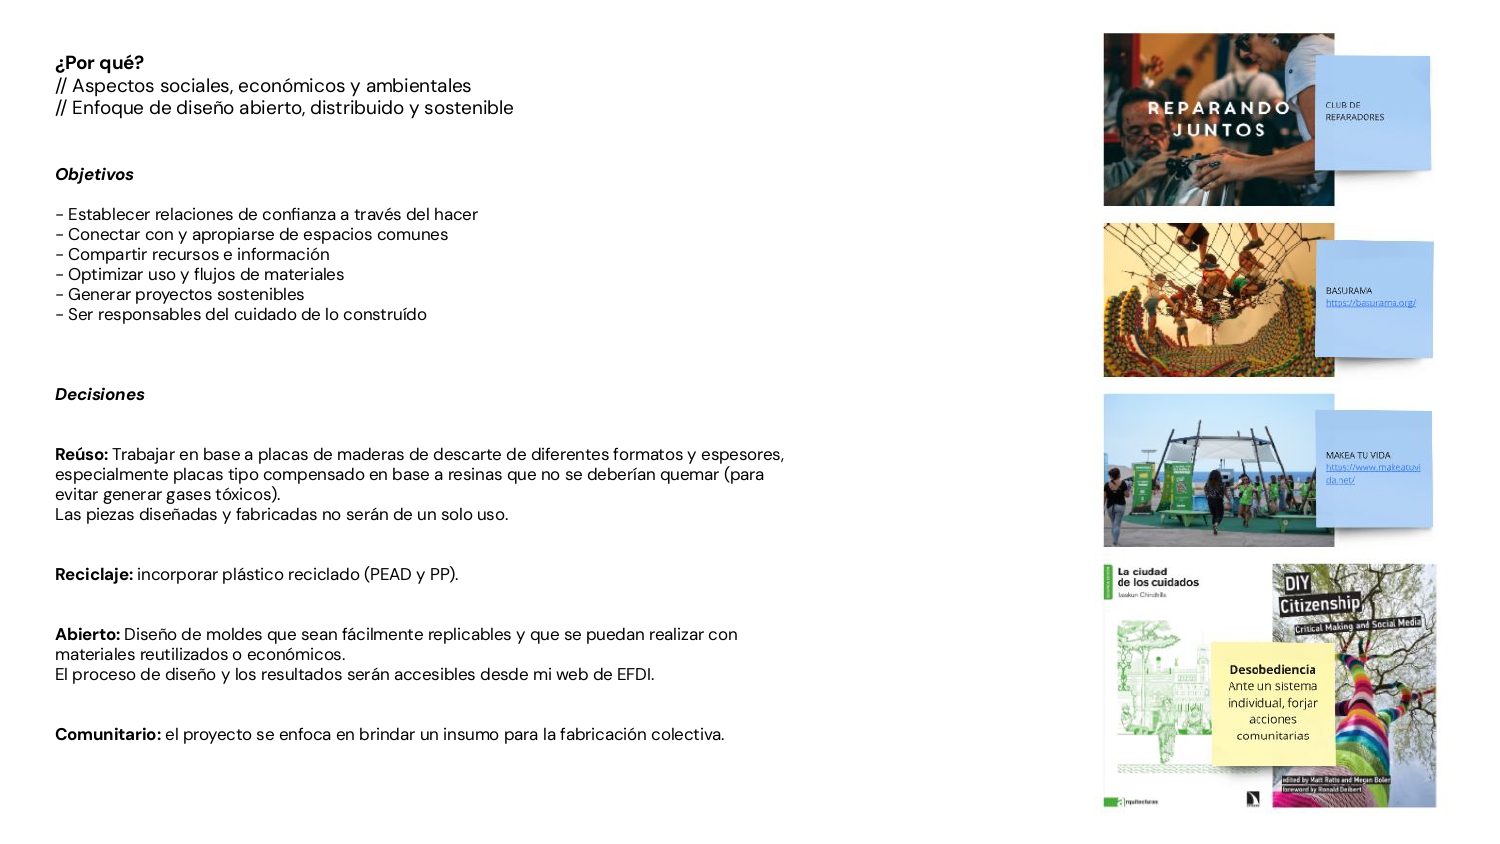 ¿Por qué?
// Aspectos sociales, económicos y ambientales
// Enfoque de diseño abierto, distribuido y sostenible
Objetivos
- Establecer relaciones de confianza a través del hacer
- Conectar con y apropiarse de espacios comunes
- Compartir recursos e información
- Optimizar uso y flujos de materiales
- Generar proyectos sostenibles
- Ser responsables del cuidado de lo construído
Decisiones
Reúso: Trabajar en base a placas de maderas de descarte de diferentes formatos y espesores,
especialmente placas tipo compensado en base a resinas que no se deberían quemar (para
evitar generar gases tóxicos).
Las piezas diseñadas y fabricadas no serán de un solo uso.
Reciclaje: incorporar plástico reciclado (PEAD y PP).
Abierto: Diseño de moldes que sean fácilmente replicables y que se puedan realizar con
materiales reutilizados o económicos.
El proceso de diseño y los resultados serán accesibles desde mi web de EFDI.
Comunitario: el proyecto se enfoca en brindar un insumo para la fabricación colectiva.
REPARANDO
JUNTOS
CLUB DE
REPARADORES
BASURAMA
https://basurama.org/
MAKEA TU VIDA
https://www.makeatuvi
da.net/
La ciudad
de los cuidados
Izaskun Chinchilla
DIY
Citizenship
Critical Making and Social Media
Desobediencia
Ante un sistema
individual, forjar
acciones
comunitarias
edited by Matt Ratto and Megan Boler
foreword by Ronald Deibert
arquitecturas